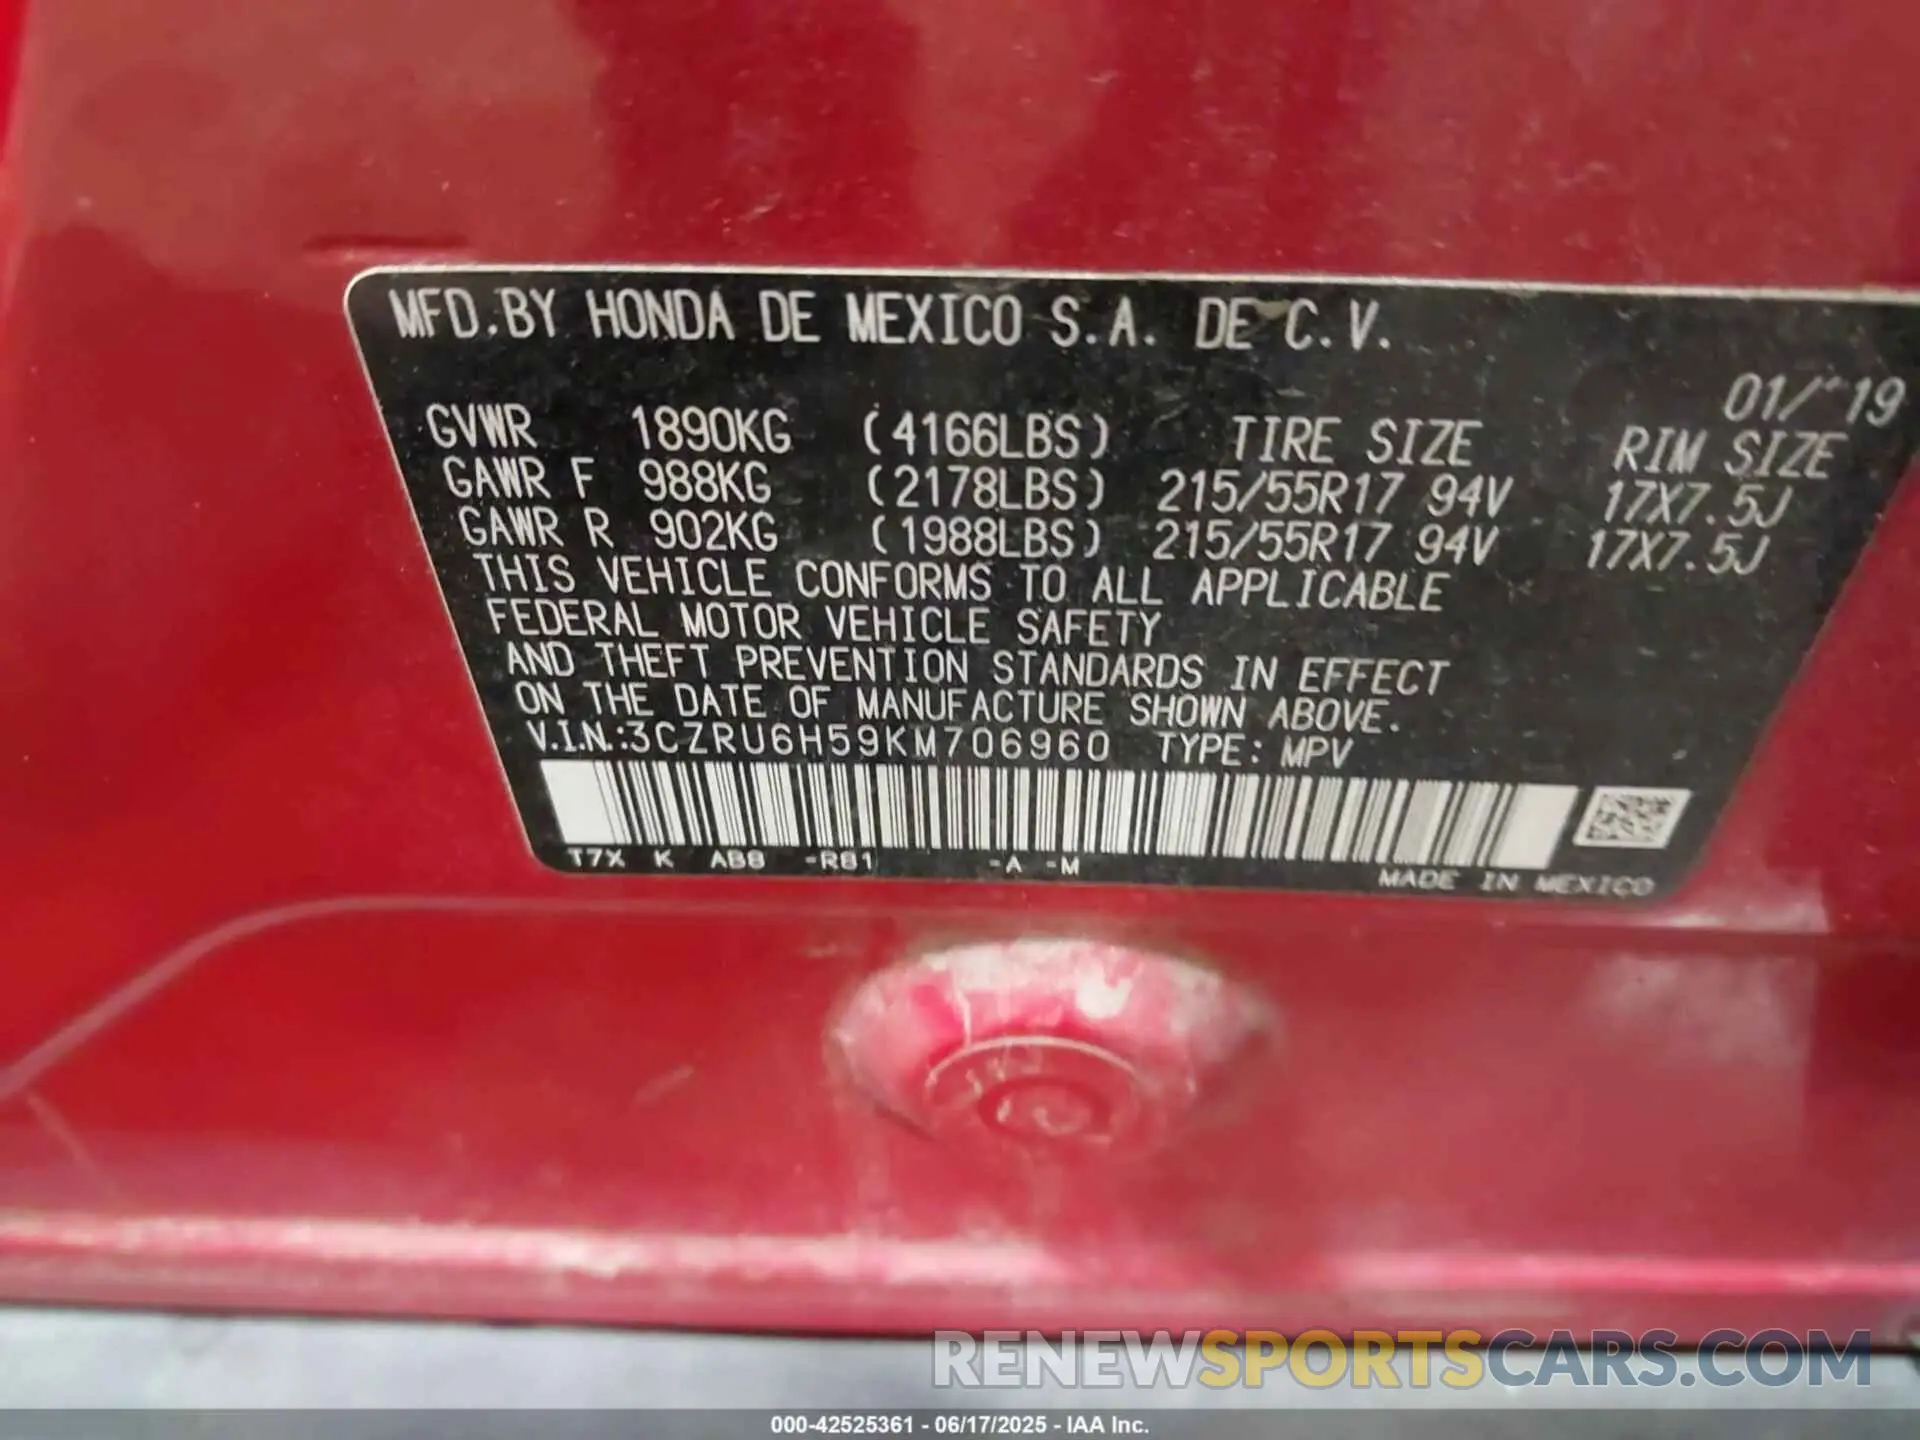 MFD.BY HONDA DE MEXICO S.A. DE C.V.
01/'19
GVWR 1890KG (4166LBS) TIRE SIZE RIM SIZE
GAWR F 988KG (2178LBS) 215/55R17 94V 17X7.5J
GAWR R 902KG (1988LBS) 215/55R17 94V 17X7.5J
THIS VEHICLE CONFORMS TO ALL APPLICABLE
FEDERAL MOTOR VEHICLE SAFETY
AND THEFT PREVENTION STANDARDS IN EFFECT
ON THE DATE OF MANUFACTURE SHOWN ABOVE.
V.I.N.:3CZRU6H59KM706960 TYPE: MPV
T7X K AB8 -R81 -A -M
MADE IN MEXICO
RENEWSPORTSCARS.COM
000-42525361 - 06/17/2025 - IAA Inc.